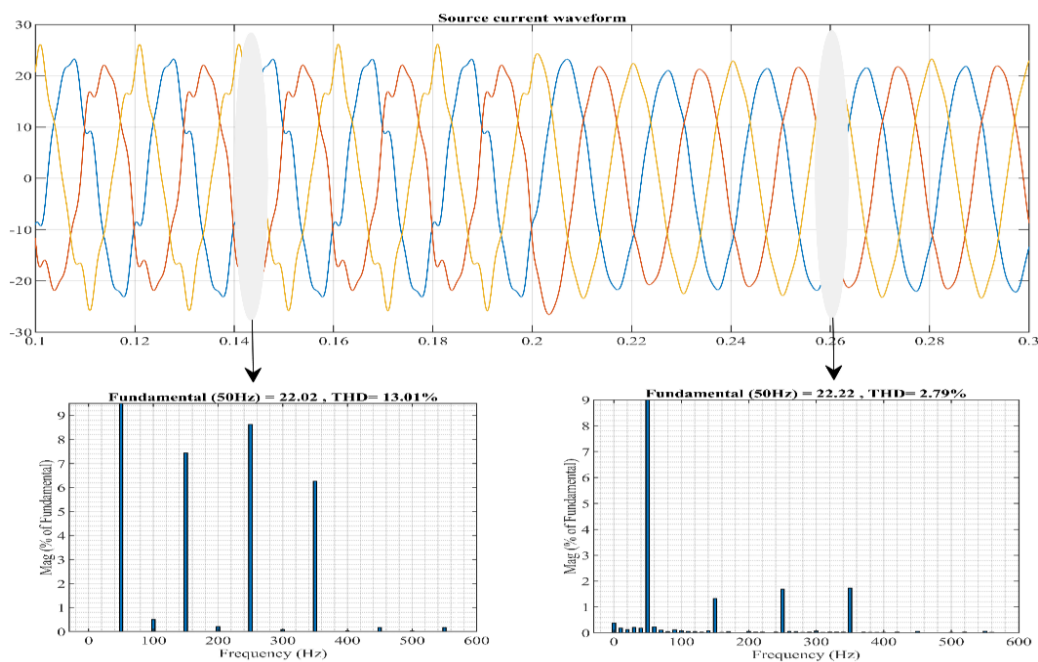 Source current waveform
30
20
10
0
-10
-20
-30
0.1 0.12 0.14 0.16 0.18 0.2 0.22 0.24 0.26 0.28 0.3
Fundamental (50Hz) = 22.02 , THD= 13.01%
9
8
7
6
5
4
3
2
1
0
Mag (% of Fundamental)
0 100 200 300 400 500 600
Frequency (Hz)
Fundamental (50Hz) = 22.22 , THD= 2.79%
9
8
7
6
5
4
3
2
1
0
Mag (% of Fundamental)
0 100 200 300 400 500 600
Frequency (Hz)